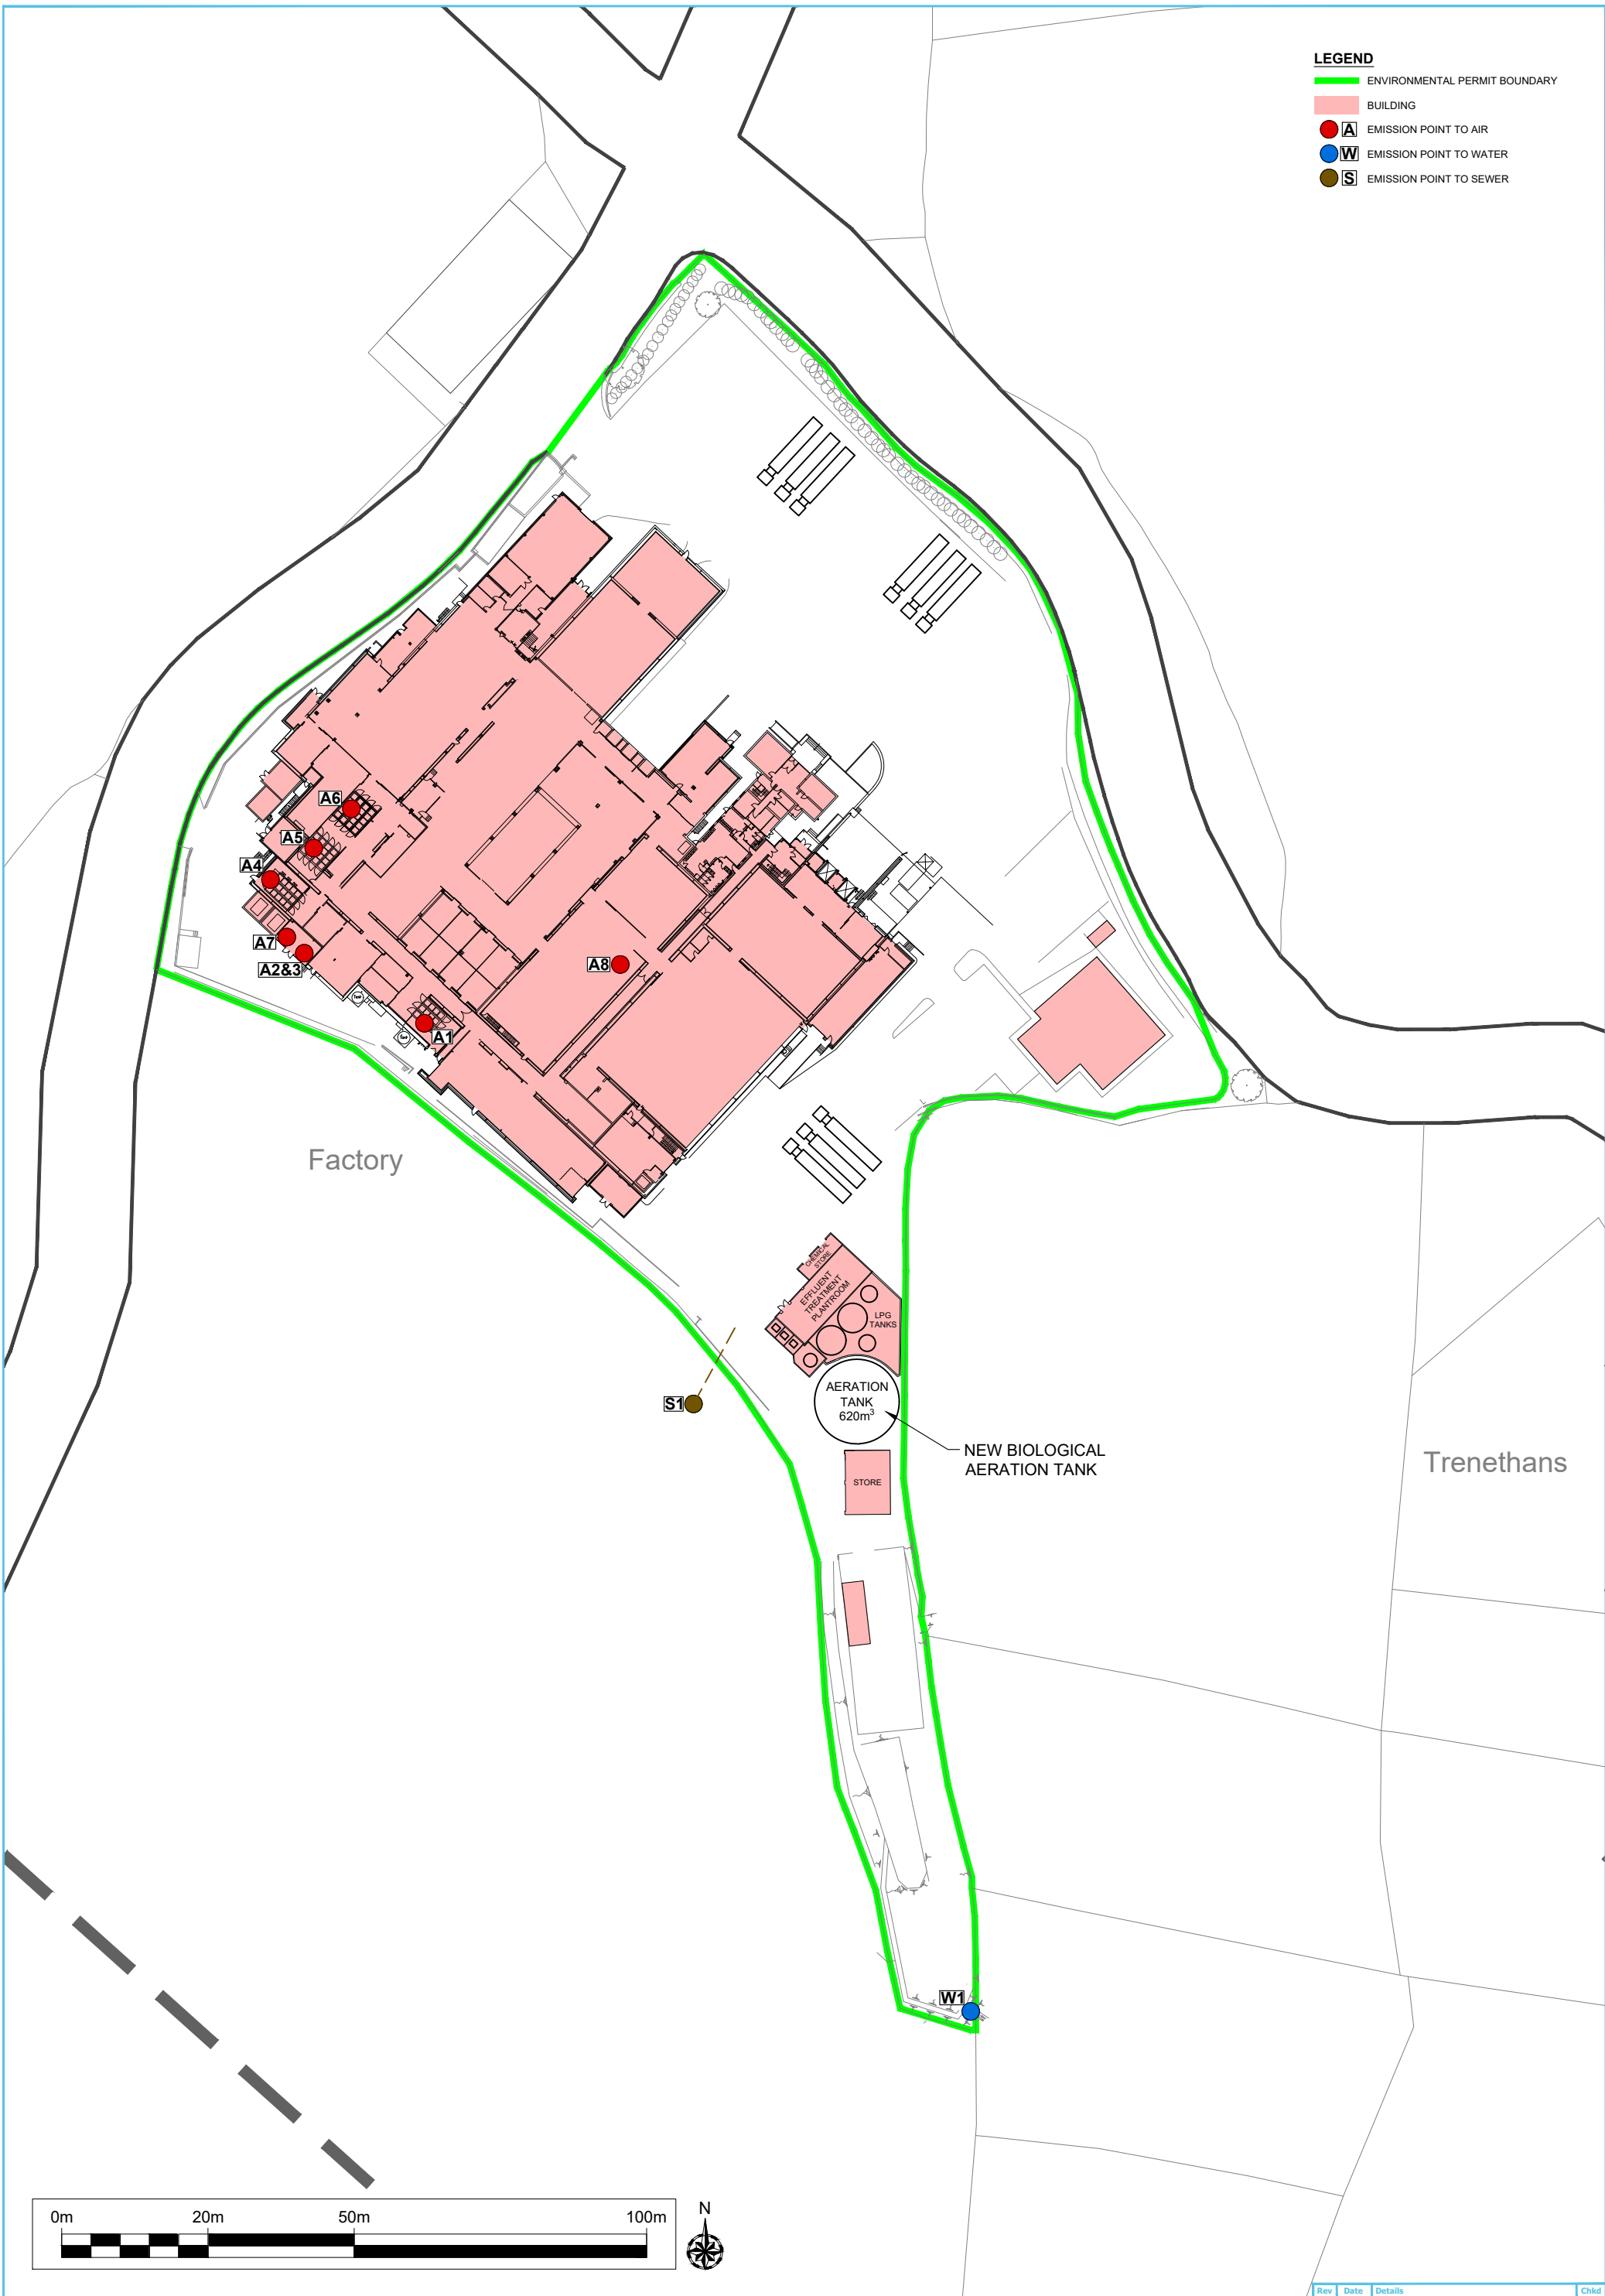 LEGEND
ENVIRONMENTAL PERMIT BOUNDARY
BUILDING
A EMISSION POINT TO AIR
W EMISSION POINT TO WATER
S EMISSION POINT TO SEWER
A6
A5
A4
A7
A2&3
A8
A1
Factory
CHEMICAL
STORE
EFFLUENT
TREATMENT
PLANTROOM
LPG
TANKS
AERATION
TANK
620m³
S1
NEW BIOLOGICAL
AERATION TANK
Trenethans
STORE
W1
0m 20m 50m 100m
N
Rev Date Details Chkd